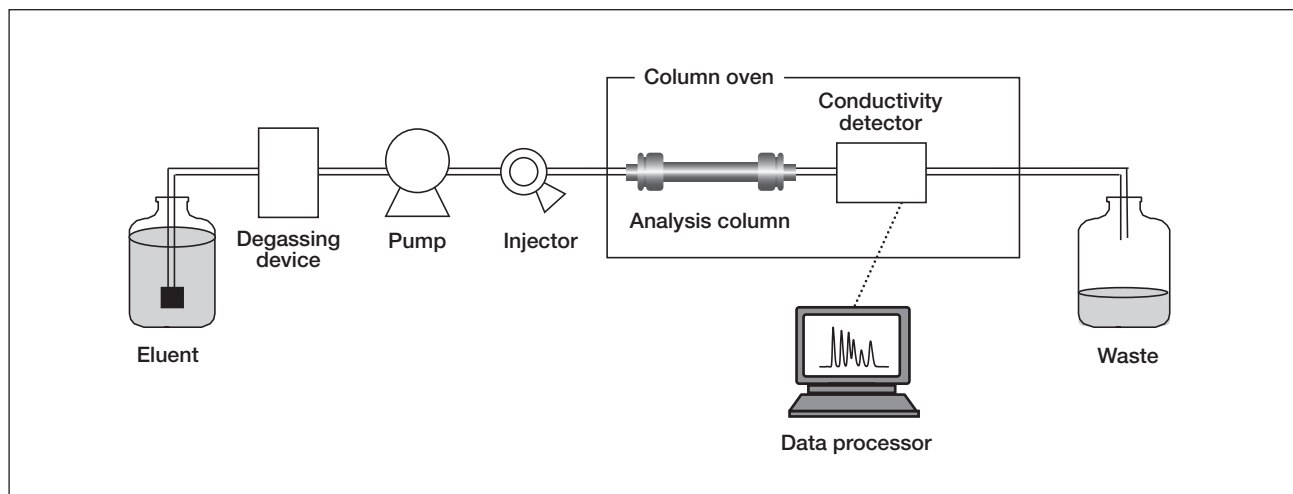 Column oven
Conductivity
detector
Analysis column
Degassing
device
Pump
Injector
Eluent
Waste
Data processor